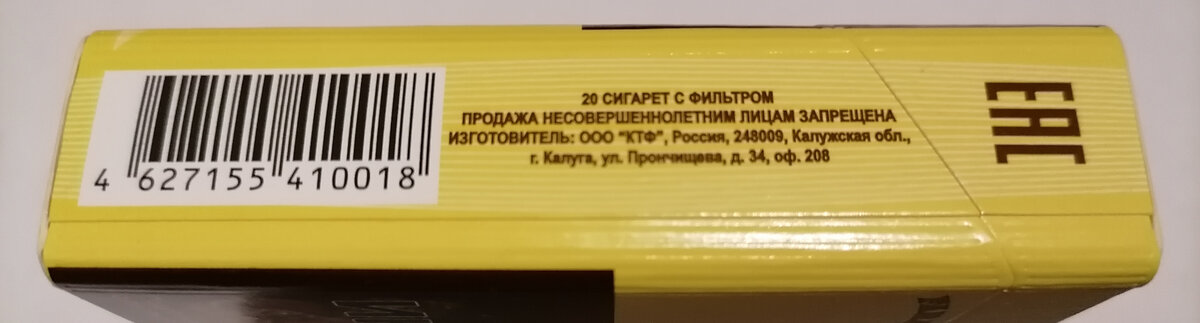 4 627155 410018
20 СИГАРЕТ С ФИЛЬТРОМ
ПРОДАЖА НЕСОВЕРШЕННОЛЕТНИМ ЛИЦАМ ЗАПРЕЩЕНА
ИЗГОТОВИТЕЛЬ: ООО "КТФ", Россия, 248009, Калужская обл.,
г. Калуга, ул. Прончищева, д. 34, оф. 208
EAC